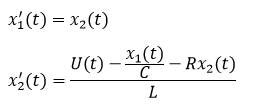 x₁′(t) = x₂(t)
x₂′(t) = (U(t) − x₁(t)/C − Rx₂(t))/L